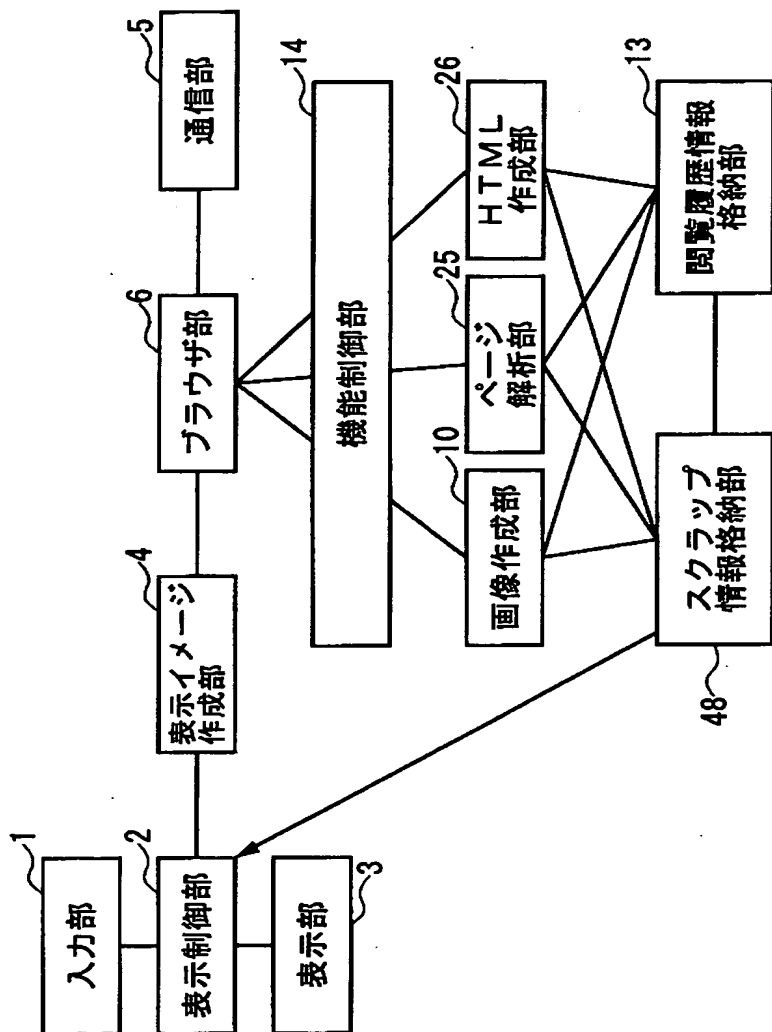 1
入力部
2
表示制御部
3
表示部
4
表示イメージ
作成部
6
ブラウザ部
5
通信部
14
機能制御部
10
画像作成部
25
ページ
解析部
26
ＨＴＭＬ
作成部
48
スクラップ
情報格納部
13
閲覧履歴情報
格納部